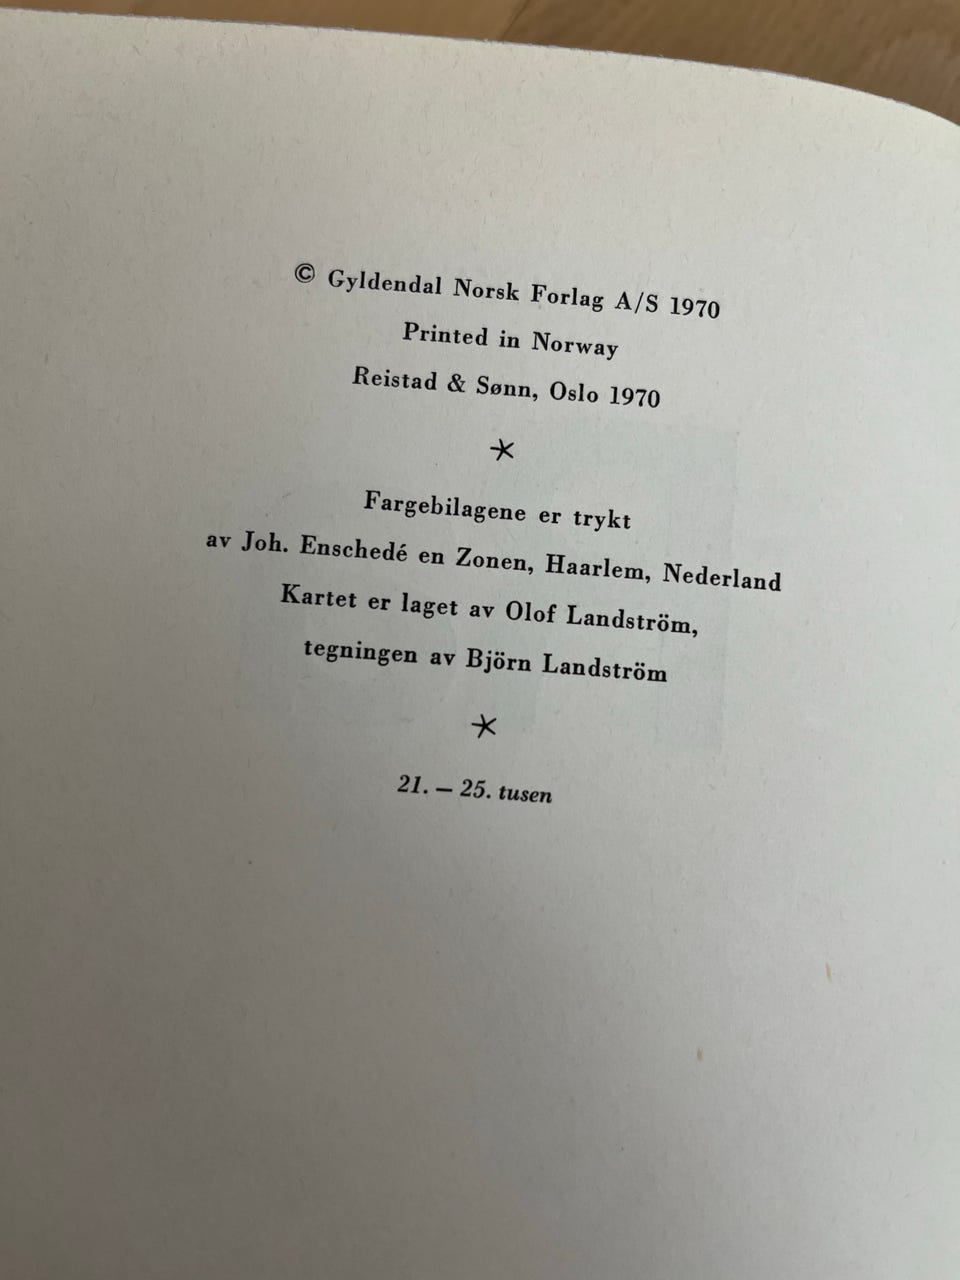 © Gyldendal Norsk Forlag A/S 1970
Printed in Norway
Reistad & Sønn, Oslo 1970
*
Fargebilagene er trykt
av Joh. Enschedé en Zonen, Haarlem, Nederland
Kartet er laget av Olof Landström,
tegningen av Björn Landström
*
21. — 25. tusen